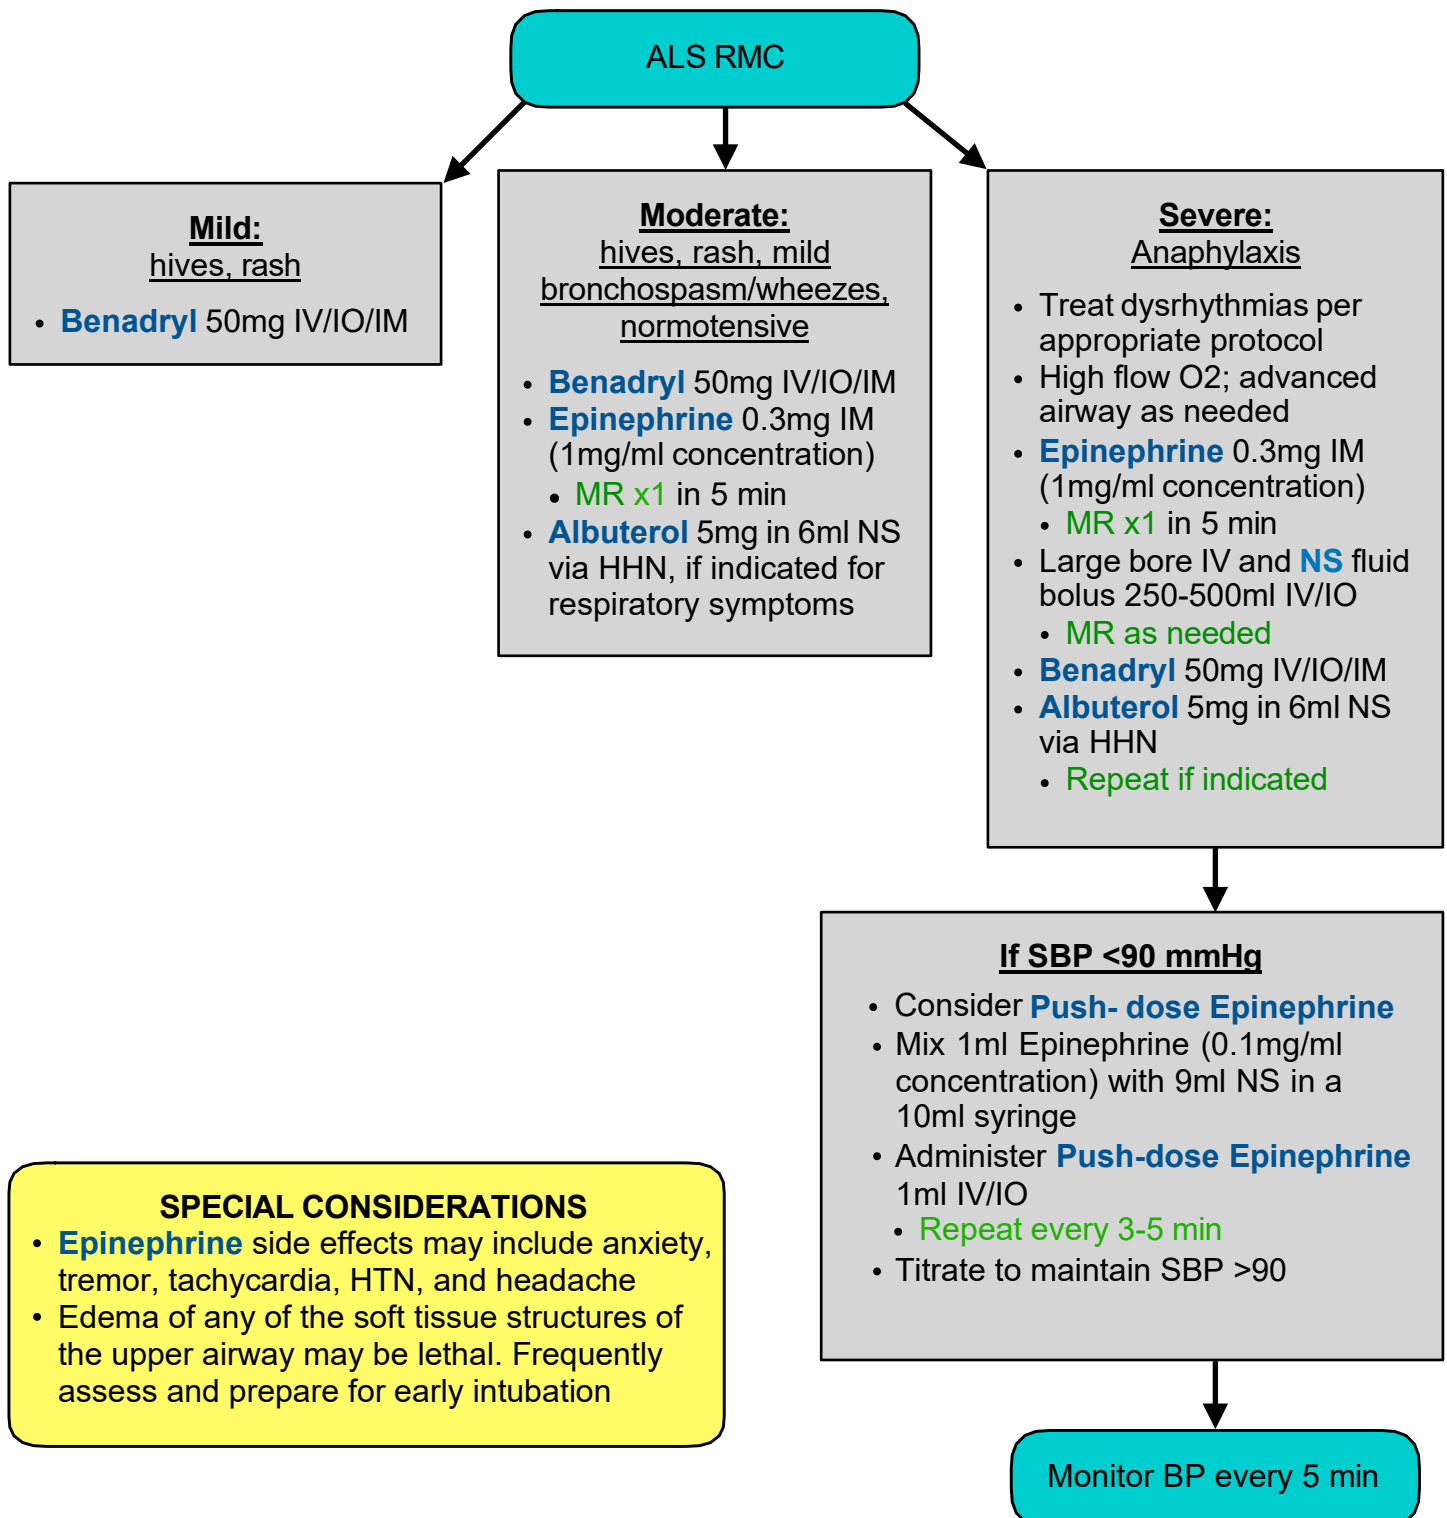 ALS RMC
Mild:
hives, rash
• Benadryl 50mg IV/IO/IM
Moderate:
hives, rash, mild
bronchospasm/wheezes,
normotensive
• Benadryl 50mg IV/IO/IM
• Epinephrine 0.3mg IM
(1mg/ml concentration)
• MR x1 in 5 min
• Albuterol 5mg in 6ml NS
via HHN, if indicated for
respiratory symptoms
Severe:
Anaphylaxis
• Treat dysrhythmias per
appropriate protocol
• High flow O2; advanced
airway as needed
• Epinephrine 0.3mg IM
(1mg/ml concentration)
• MR x1 in 5 min
• Large bore IV and NS fluid
bolus 250-500ml IV/IO
• MR as needed
• Benadryl 50mg IV/IO/IM
• Albuterol 5mg in 6ml NS
via HHN
• Repeat if indicated
If SBP <90 mmHg
• Consider Push- dose Epinephrine
• Mix 1ml Epinephrine (0.1mg/ml
concentration) with 9ml NS in a
10ml syringe
• Administer Push-dose Epinephrine
1ml IV/IO
• Repeat every 3-5 min
• Titrate to maintain SBP >90
SPECIAL CONSIDERATIONS
• Epinephrine side effects may include anxiety,
tremor, tachycardia, HTN, and headache
• Edema of any of the soft tissue structures of
the upper airway may be lethal. Frequently
assess and prepare for early intubation
Monitor BP every 5 min